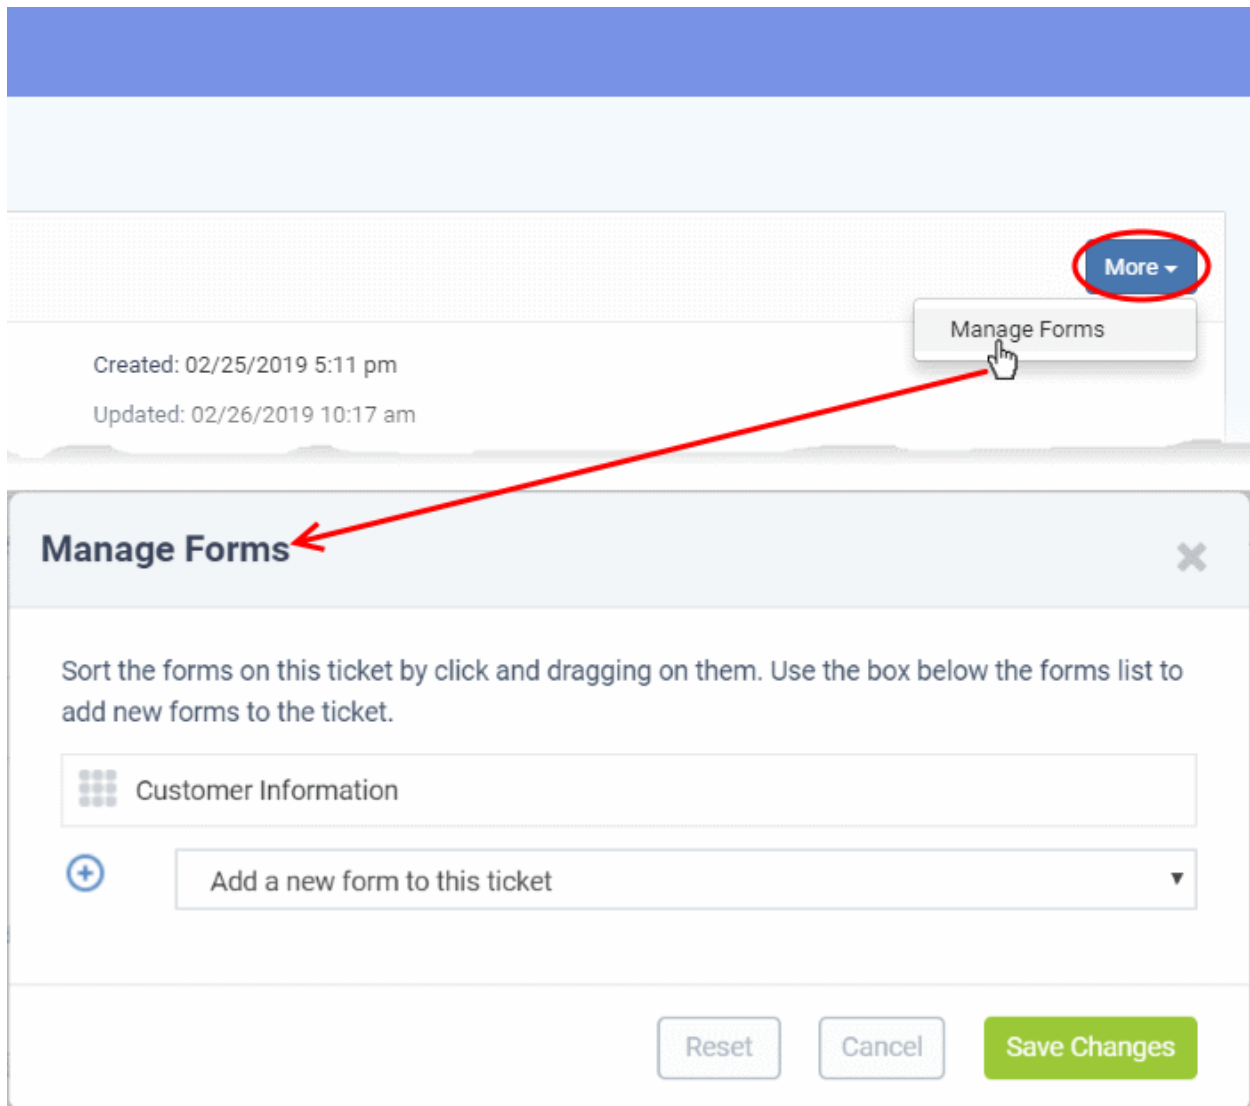 More
Manage Forms
Created: 02/25/2019 5:11 pm
Updated: 02/26/2019 10:17 am
Manage Forms
Sort the forms on this ticket by click and dragging on them. Use the box below the forms list to
add new forms to the ticket.
Customer Information
Add a new form to this ticket
Reset Cancel Save Changes